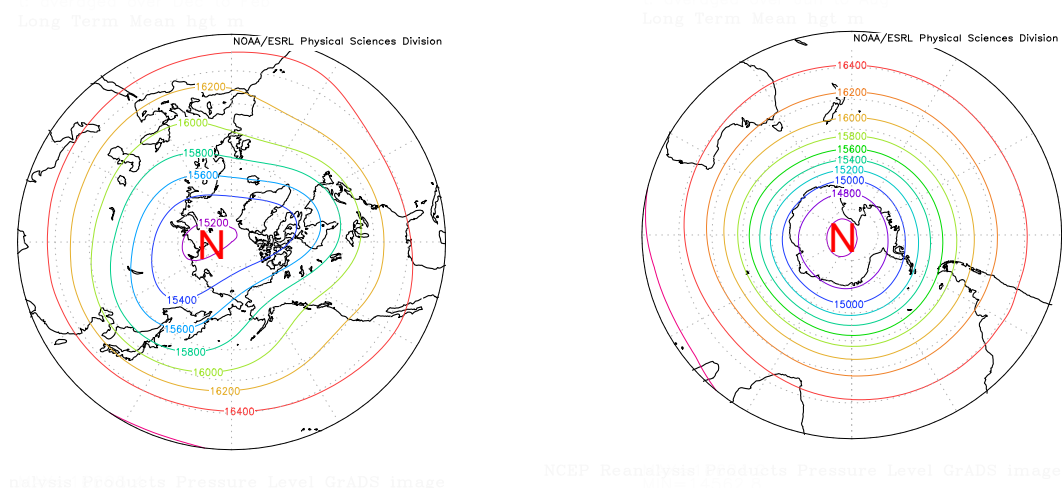 Long Term Mean hgt m
NOAA/ESRL Physical Sciences Division
16200
16000
15800
15600
15200
N
15400
15600
15800
16000
16200
16400
nalysis Products Pressure Level GrADS image
Long Term Mean hgt m
NOAA/ESRL Physical Sciences Division
16400
16200
16000
15800
15600
15400
15200
15000
14800
N
15000
NCEP Reanalysis Products Pressure Level GrADS image